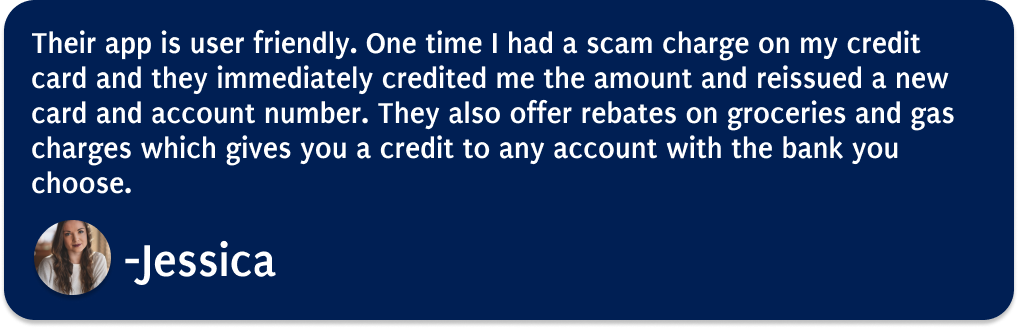 Their app is user friendly. One time I had a scam charge on my credit
card and they immediately credited me the amount and reissued a new
card and account number. They also offer rebates on groceries and gas
charges which gives you a credit to any account with the bank you
choose.
-Jessica